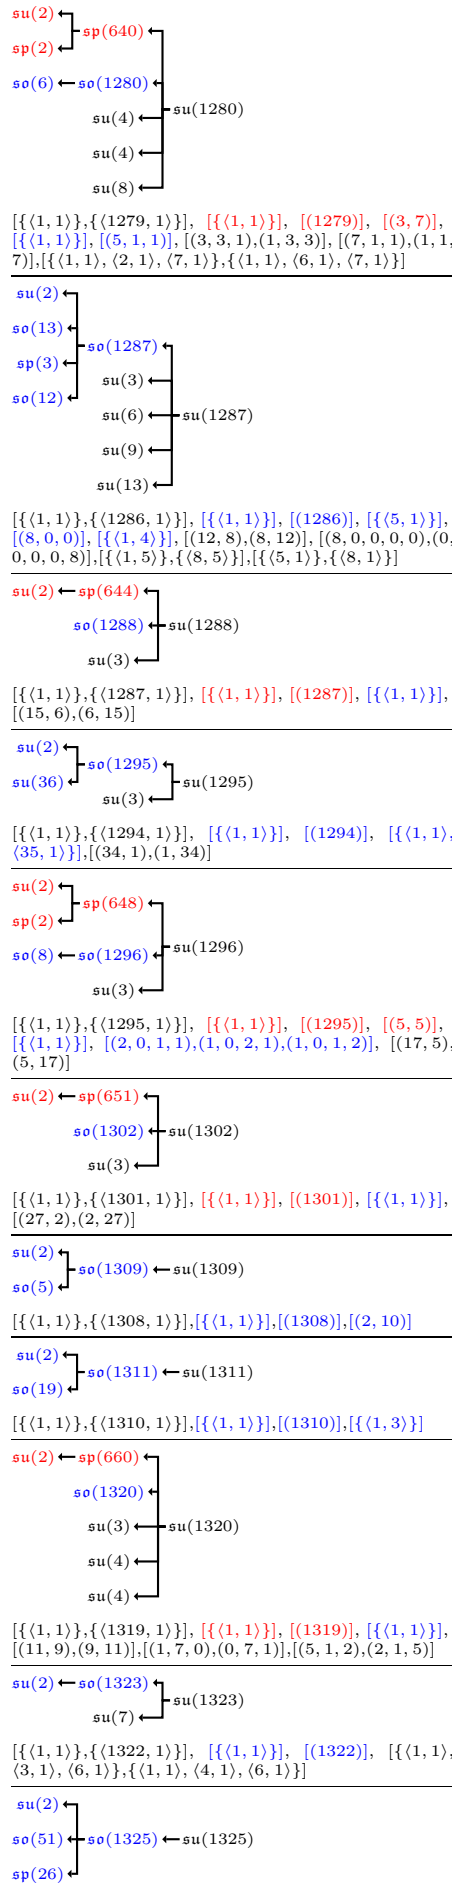 𝔰𝔲(2)
𝔰𝔭(640)
𝔰𝔭(2)
𝔰𝔬(6) 𝔰𝔬(1280)
𝔰𝔲(1280)
𝔰𝔲(4)
𝔰𝔲(4)
𝔰𝔲(8)
[{⟨1, 1⟩},{⟨1279, 1⟩}], [{⟨1, 1⟩}], [(1279)], [(3, 7)],
[{⟨1, 1⟩}], [(5, 1, 1)], [(3, 3, 1),(1, 3, 3)], [(7, 1, 1),(1, 1,
7)],[{⟨1, 1⟩, ⟨2, 1⟩, ⟨7, 1⟩},{⟨1, 1⟩, ⟨6, 1⟩, ⟨7, 1⟩}]
𝔰𝔲(2)
𝔰𝔬(13)
𝔰𝔬(1287)
𝔰𝔭(3)
𝔰𝔲(3)
𝔰𝔬(12)
𝔰𝔲(6) 𝔰𝔲(1287)
𝔰𝔲(9)
𝔰𝔲(13)
[{⟨1, 1⟩},{⟨1286, 1⟩}], [{⟨1, 1⟩}], [(1286)], [{⟨5, 1⟩}],
[(8, 0, 0)], [{⟨1, 4⟩}], [(12, 8),(8, 12)], [(8, 0, 0, 0, 0),(0,
0, 0, 0, 8)],[{⟨1, 5⟩},{⟨8, 5⟩}],[{⟨5, 1⟩},{⟨8, 1⟩}]
𝔰𝔲(2) 𝔰𝔭(644)
𝔰𝔬(1288) 𝔰𝔲(1288)
𝔰𝔲(3)
[{⟨1, 1⟩},{⟨1287, 1⟩}], [{⟨1, 1⟩}], [(1287)], [{⟨1, 1⟩}],
[(15, 6),(6, 15)]
𝔰𝔲(2)
𝔰𝔬(1295)
𝔰𝔲(36) 𝔰𝔲(1295)
𝔰𝔲(3)
[{⟨1, 1⟩},{⟨1294, 1⟩}], [{⟨1, 1⟩}], [(1294)], [{⟨1, 1⟩,
⟨35, 1⟩}],[(34, 1),(1, 34)]
𝔰𝔲(2)
𝔰𝔭(648)
𝔰𝔭(2)
𝔰𝔲(1296)
𝔰𝔬(8) 𝔰𝔬(1296)
𝔰𝔲(3)
[{⟨1, 1⟩},{⟨1295, 1⟩}], [{⟨1, 1⟩}], [(1295)], [(5, 5)],
[{⟨1, 1⟩}], [(2, 0, 1, 1),(1, 0, 2, 1),(1, 0, 1, 2)], [(17, 5),
(5, 17)]
𝔰𝔲(2) 𝔰𝔭(651)
𝔰𝔬(1302) 𝔰𝔲(1302)
𝔰𝔲(3)
[{⟨1, 1⟩},{⟨1301, 1⟩}], [{⟨1, 1⟩}], [(1301)], [{⟨1, 1⟩}],
[(27, 2),(2, 27)]
𝔰𝔲(2)
𝔰𝔬(1309) 𝔰𝔲(1309)
𝔰𝔬(5)
[{⟨1, 1⟩},{⟨1308, 1⟩}],[{⟨1, 1⟩}],[(1308)],[(2, 10)]
𝔰𝔲(2)
𝔰𝔬(1311) 𝔰𝔲(1311)
𝔰𝔬(19)
[{⟨1, 1⟩},{⟨1310, 1⟩}],[{⟨1, 1⟩}],[(1310)],[{⟨1, 3⟩}]
𝔰𝔲(2) 𝔰𝔭(660)
𝔰𝔬(1320)
𝔰𝔲(3) 𝔰𝔲(1320)
𝔰𝔲(4)
𝔰𝔲(4)
[{⟨1, 1⟩},{⟨1319, 1⟩}], [{⟨1, 1⟩}], [(1319)], [{⟨1, 1⟩}],
[(11, 9),(9, 11)],[(1, 7, 0),(0, 7, 1)],[(5, 1, 2),(2, 1, 5)]
𝔰𝔲(2) 𝔰𝔬(1323)
𝔰𝔲(1323)
𝔰𝔲(7)
[{⟨1, 1⟩},{⟨1322, 1⟩}], [{⟨1, 1⟩}], [(1322)], [{⟨1, 1⟩,
⟨3, 1⟩, ⟨6, 1⟩},{⟨1, 1⟩, ⟨4, 1⟩, ⟨6, 1⟩}]
𝔰𝔲(2)
𝔰𝔬(51) 𝔰𝔬(1325) 𝔰𝔲(1325)
𝔰𝔭(26)